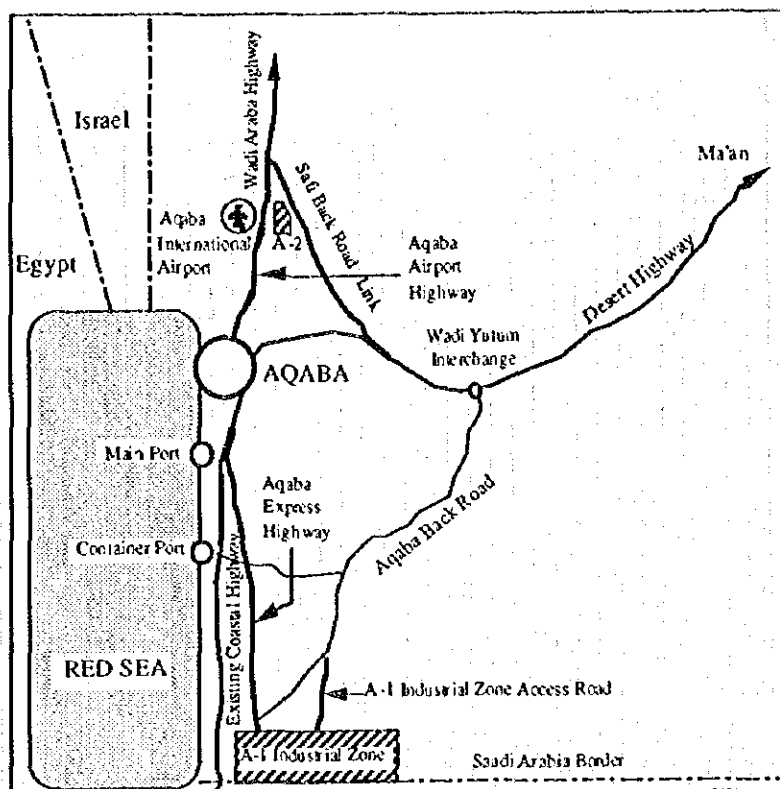 Israel
Wadi Araba Highway
Ma'an
Safi Back Road Link
Aqaba
International
Airport
A-2
Egypt
Aqaba
Airport
Highway
Desert Highway
Wadi Yutum
Interchange
AQABA
Main Port
Aqaba
Express
Highway
Aqaba Back Road
Container Port
Existing Coastal Highway
RED SEA
A-1 Industrial Zone Access Road
A-1 Industrial Zone
Saudi Arabia Border